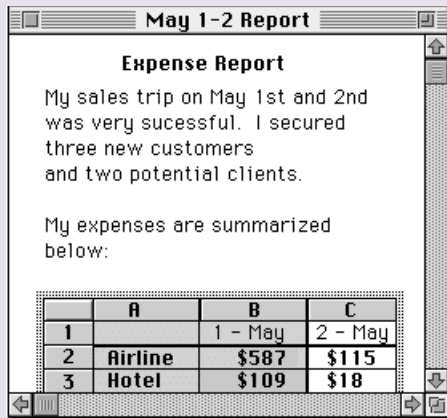 May 1-2 Report
Expense Report
My sales trip on May 1st and 2nd
was very sucessful. I secured
three new customers
and two potential clients.
My expenses are summarized
below:
A B C
1 1 - May 2 - May
2 Airline $587 $115
3 Hotel $109 $18